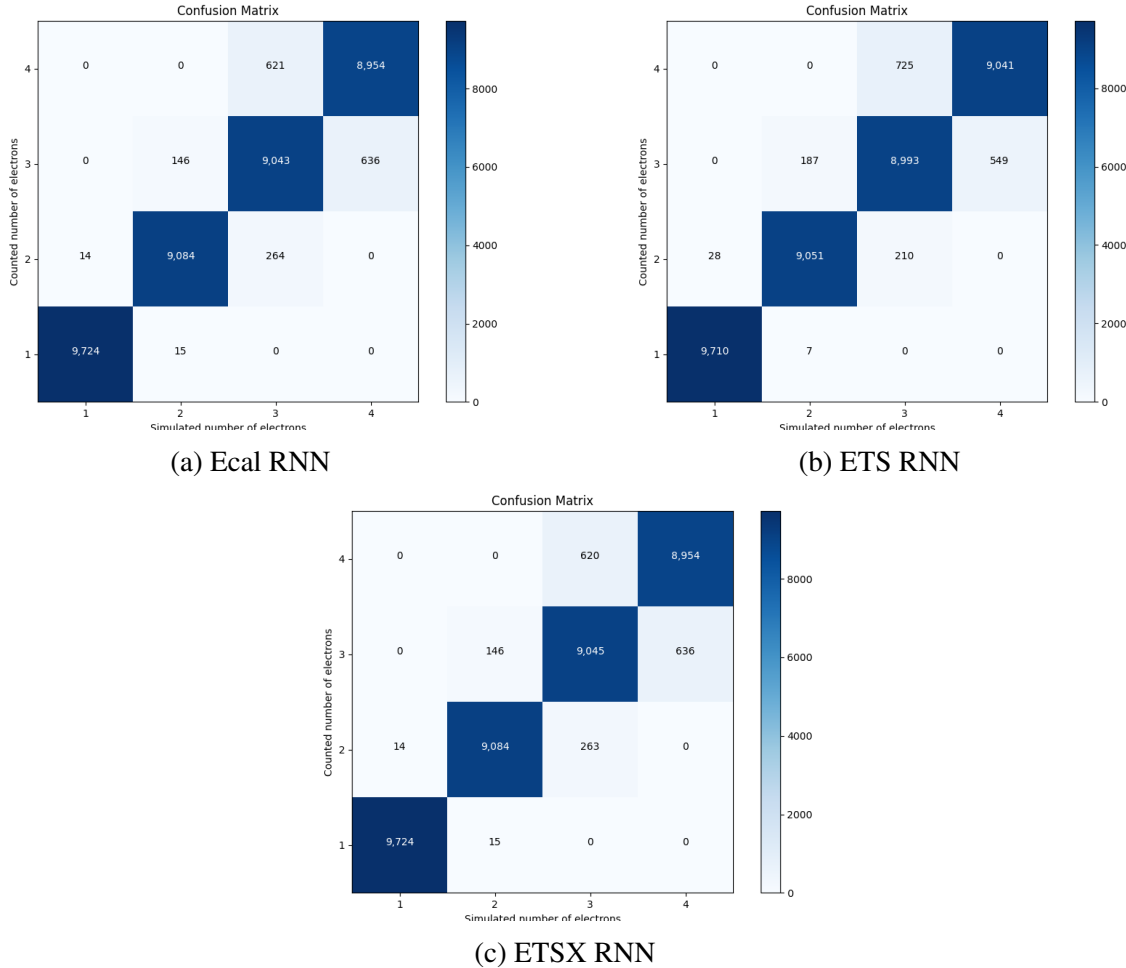 Confusion Matrix
Counted number of electrons
4 0 0 621 8,954
3 0 146 9,043 636
2 14 9,084 264 0
1 9,724 15 0 0
1 2 3 4
Simulated number of electrons
8000
6000
4000
2000
0
(a) Ecal RNN
Confusion Matrix
Counted number of electrons
4 0 0 725 9,041
3 0 187 8,993 549
2 28 9,051 210 0
1 9,710 7 0 0
1 2 3 4
Simulated number of electrons
8000
6000
4000
2000
0
(b) ETS RNN
Confusion Matrix
Counted number of electrons
4 0 0 620 8,954
3 0 146 9,045 636
2 14 9,084 263 0
1 9,724 15 0 0
1 2 3 4
Simulated number of electrons
8000
6000
4000
2000
0
(c) ETSX RNN